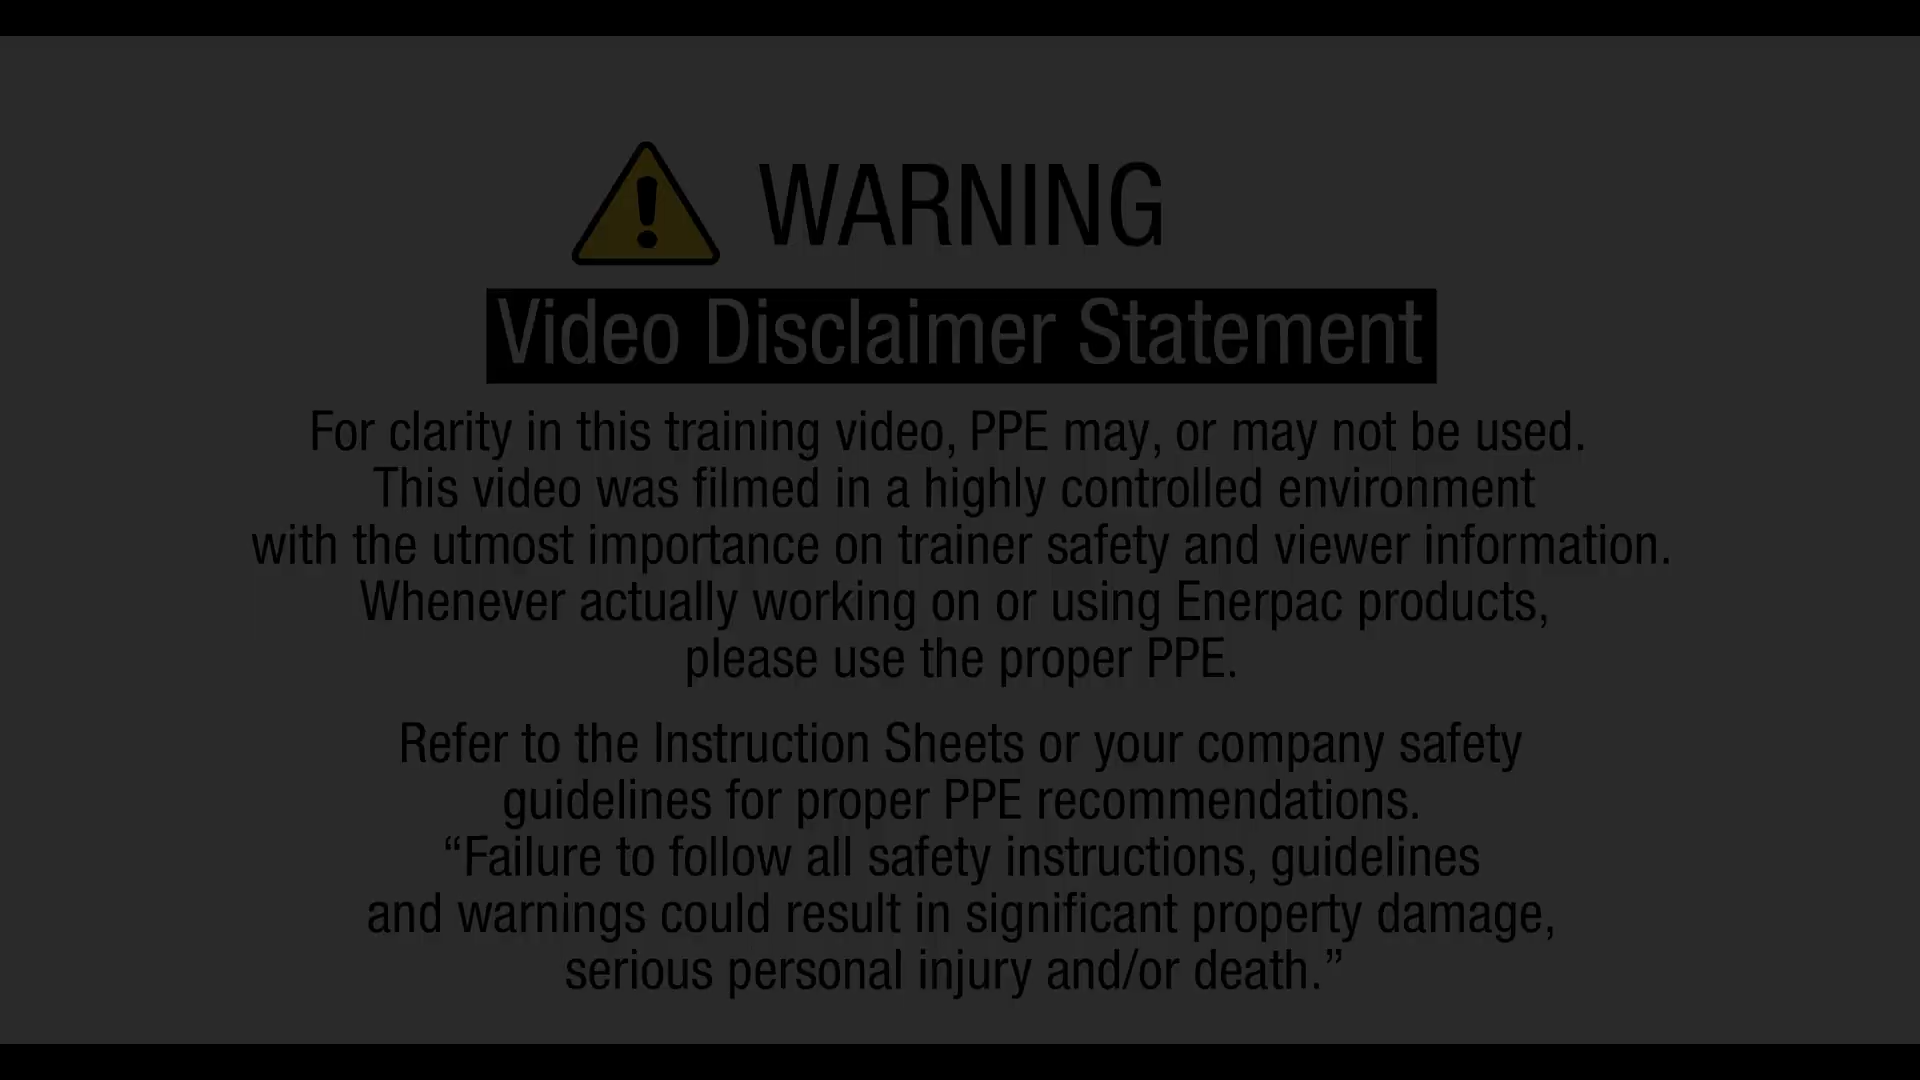 WARNING
Video Disclaimer Statement
For clarity in this training video, PPE may, or may not be used.
This video was filmed in a highly controlled environment
with the utmost importance on trainer safety and viewer information.
Whenever actually working on or using Enerpac products,
please use the proper PPE.
Refer to the Instruction Sheets or your company safety
guidelines for proper PPE recommendations.
“Failure to follow all safety instructions, guidelines
and warnings could result in significant property damage,
serious personal injury and/or death.”